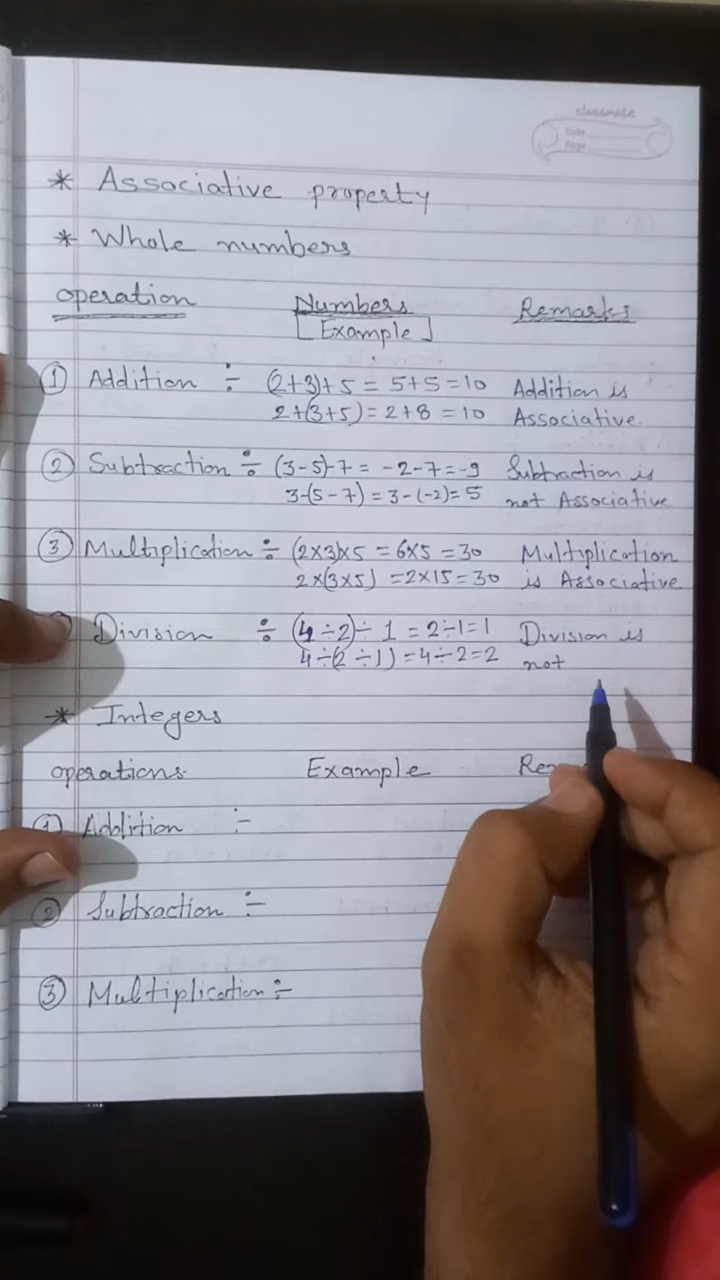 classmate
Date
Page
* Associative property
* Whole numbers
operation Numbers Remarks
[Example]
① Addition ÷ (2+3)+5 = 5+5=10 Addition is
2+(3+5)=2+8=10 Associative.
② Subtraction ÷ (3-5)-7= -2-7=-9 Subtraction is
3-(5-7)=3-(-2)=5 not Associative
③ Multiplication ÷ (2×3)×5 =6×5=30 Multiplication
2×(3×5) =2×15=30 is Associative
Division ÷ (4÷2)÷ 1 =2÷1=1 Division is
4÷(2÷1)=4÷2=2 not
* Integers
operations Example
① Addition :-
② Subtraction ÷
③ Multiplication ÷